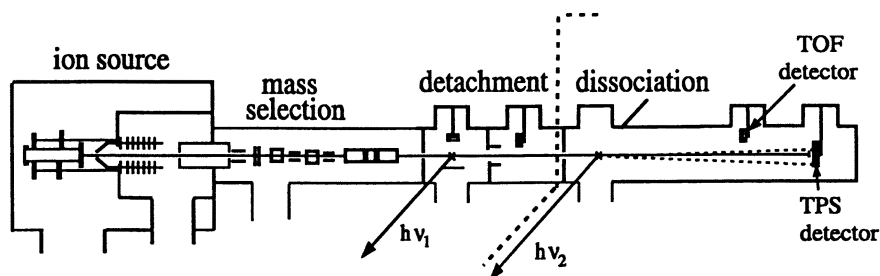 ion source
mass
selection
detachment
dissociation
TOF
detector
hν₁
hν₂
TPS
detector